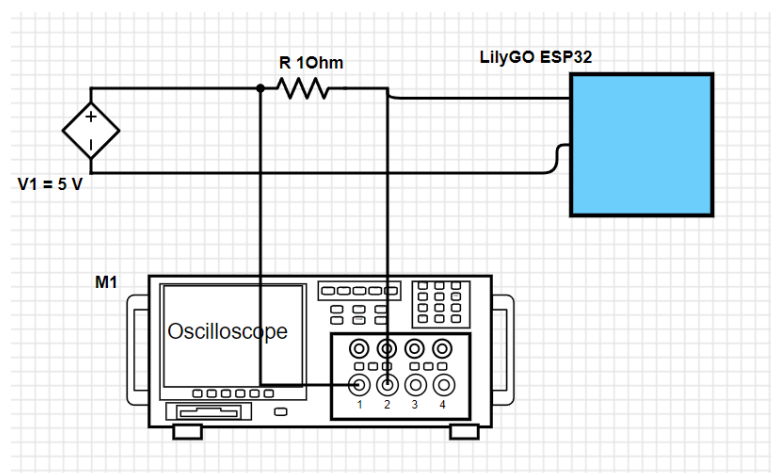 R 1Ohm
LilyGO ESP32
V1 = 5 V
M1
Oscilloscope
1 2 3 4